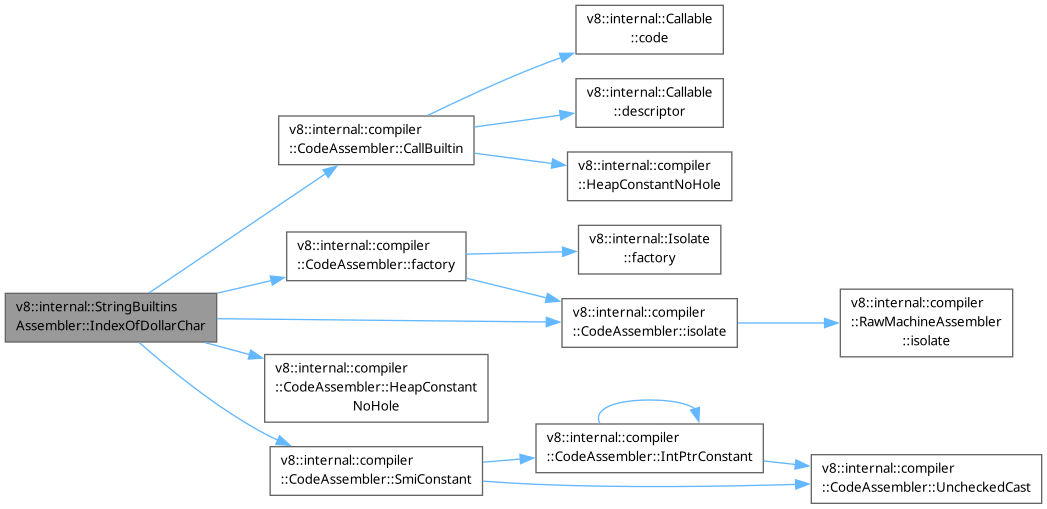 v8::internal::StringBuiltins
Assembler::IndexOfDollarChar
v8::internal::compiler
::CodeAssembler::CallBuiltin
v8::internal::Callable
::code
v8::internal::Callable
::descriptor
v8::internal::compiler
::HeapConstantNoHole
v8::internal::compiler
::CodeAssembler::factory
v8::internal::Isolate
::factory
v8::internal::compiler
::CodeAssembler::isolate
v8::internal::compiler
::RawMachineAssembler
::isolate
v8::internal::compiler
::CodeAssembler::HeapConstant
NoHole
v8::internal::compiler
::CodeAssembler::SmiConstant
v8::internal::compiler
::CodeAssembler::IntPtrConstant
v8::internal::compiler
::CodeAssembler::UncheckedCast